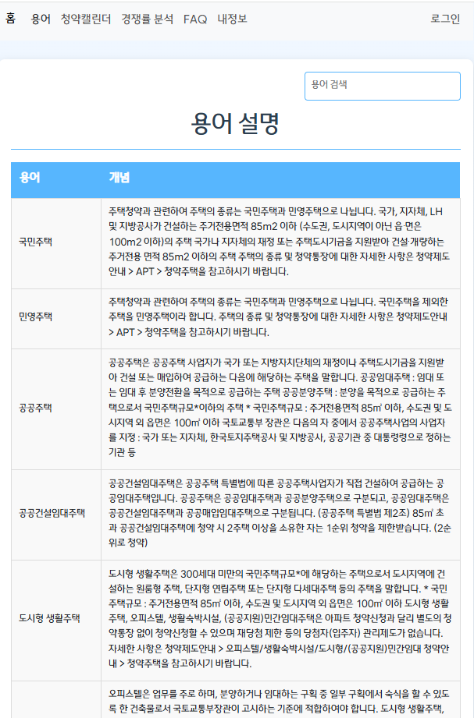 홈 용어 청약캘린더 경쟁률 분석 FAQ 내정보 로그인
용어 검색
용어 설명
용어 개념
국민주택
주택청약과 관련하여 주택의 종류는 국민주택과 민영주택으로 나뉩니다. 국가, 지자체, LH
및 지방공사가 건설하는 주거전용면적 85m2 이하 (수도권, 도시지역이 아닌 읍 면은
100m2 이하)의 주택 국가나 지자체의 재정 또는 주택도시기금을 지원받아 건설 개량하는
주거전용 면적 85m2 이하의 주택 주택의 종류 및 청약통장에 대한 자세한 사항은 청약제도
안내 > APT > 청약주택을 참고하시기 바랍니다.
민영주택
주택청약과 관련하여 주택의 종류는 국민주택과 민영주택으로 나뉩니다. 국민주택을 제외한
주택을 민영주택이라 합니다. 주택의 종류 및 청약통장에 대한 자세한 사항은 청약제도안내
> APT > 청약주택을 참고하시기 바랍니다.
공공주택
공공주택은 공공주택 사업자가 국가 또는 지방자치단체의 재정이나 주택도시기금을 지원받
아 건설 또는 매입하여 공급하는 다음에 해당하는 주택을 말합니다. 공공임대주택 : 임대 또
는 임대 후 분양전환을 목적으로 공급하는 주택 공공분양주택 : 분양을 목적으로 공급하는 주
택으로서 국민주택규모*이하의 주택 * 국민주택규모 : 주거전용면적 85㎡ 이하, 수도권 및 도
시지역 외 읍면은 100㎡ 이하 국토교통부 장관은 다음의 자 중에서 공공주택사업의 사업자
를 지정 : 국가 또는 지자체, 한국토지주택공사 및 지방공사, 공공기관 중 대통령령으로 정하는
기관 등
공공건설임대주택
공공건설임대주택은 공공주택 특별법에 따른 공공주택사업자가 직접 건설하여 공급하는 공
공임대주택입니다. 공공주택은 공공임대주택과 공공분양주택으로 구분되고, 공공임대주택은
공공건설임대주택과 공공매입임대주택으로 구분됩니다. (공공주택 특별법 제2조) 85㎡ 초
과 공공건설임대주택에 청약 시 2주택 이상을 소유한 자는 1순위 청약을 제한받습니다. (2순
위로 청약)
도시형 생활주택
도시형 생활주택은 300세대 미만의 국민주택규모*에 해당하는 주택으로서 도시지역에 건
설하는 원룸형 주택, 단지형 연립주택 또는 단지형 다세대주택 등의 주택을 말합니다. * 국
민주택규모 : 주거전용면적 85㎡ 이하, 수도권 및 도시지역 외 읍면은 100㎡ 이하 도시형 생활
주택, 오피스텔, 생활숙박시설, (공공지원)민간임대주택은 아파트 청약신청과 달리 별도의 청
약통장 없이 청약신청할 수 있으며 재당첨 제한 등의 당첨자(입주자) 관리제도가 없습니다.
자세한 사항은 청약제도안내 > 오피스텔/생활숙박시설/도시형/(공공지원)민간임대 청약안
내 > 청약주택을 참고하시기 바랍니다.
오피스텔은 업무를 주로 하며, 분양하거나 임대하는 구획 중 일부 구획에서 숙식을 할 수 있도
록 한 건축물로서 국토교통부장관이 고시하는 기준에 적합하여야 합니다. 도시형 생활주택,